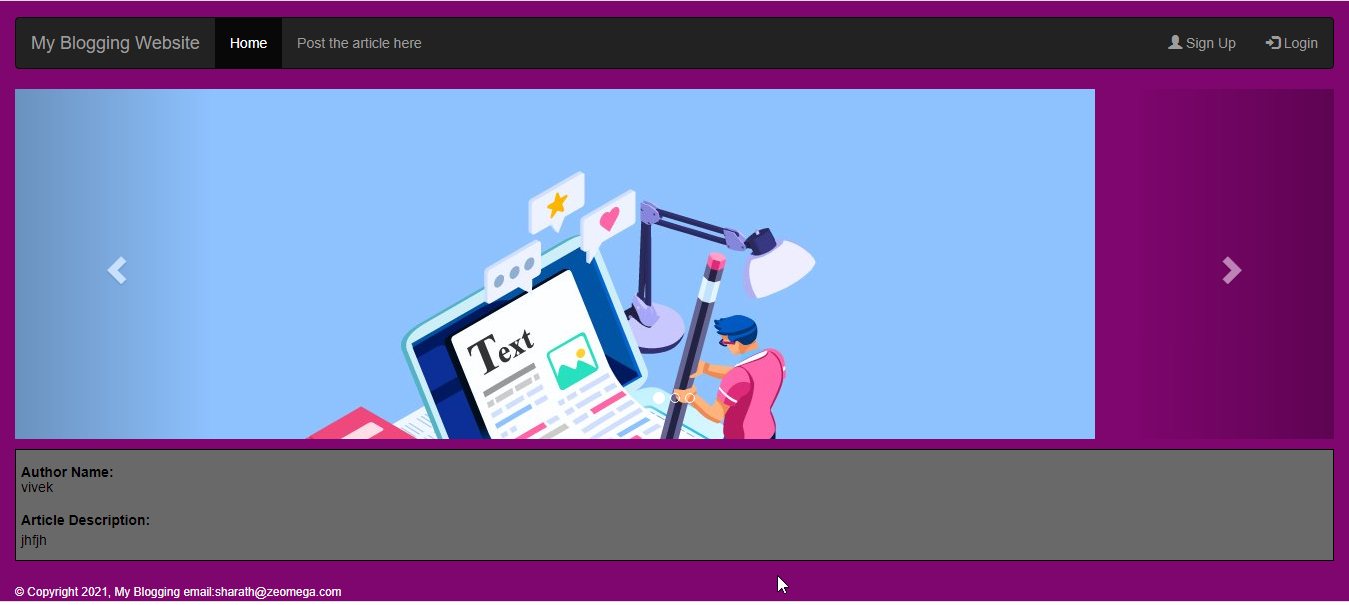 My Blogging Website Home Post the article here Sign Up Login
Text
Author Name:
vivek
Article Description:
jhfjh
© Copyright 2021, My Blogging email:sharath@zeomega.com